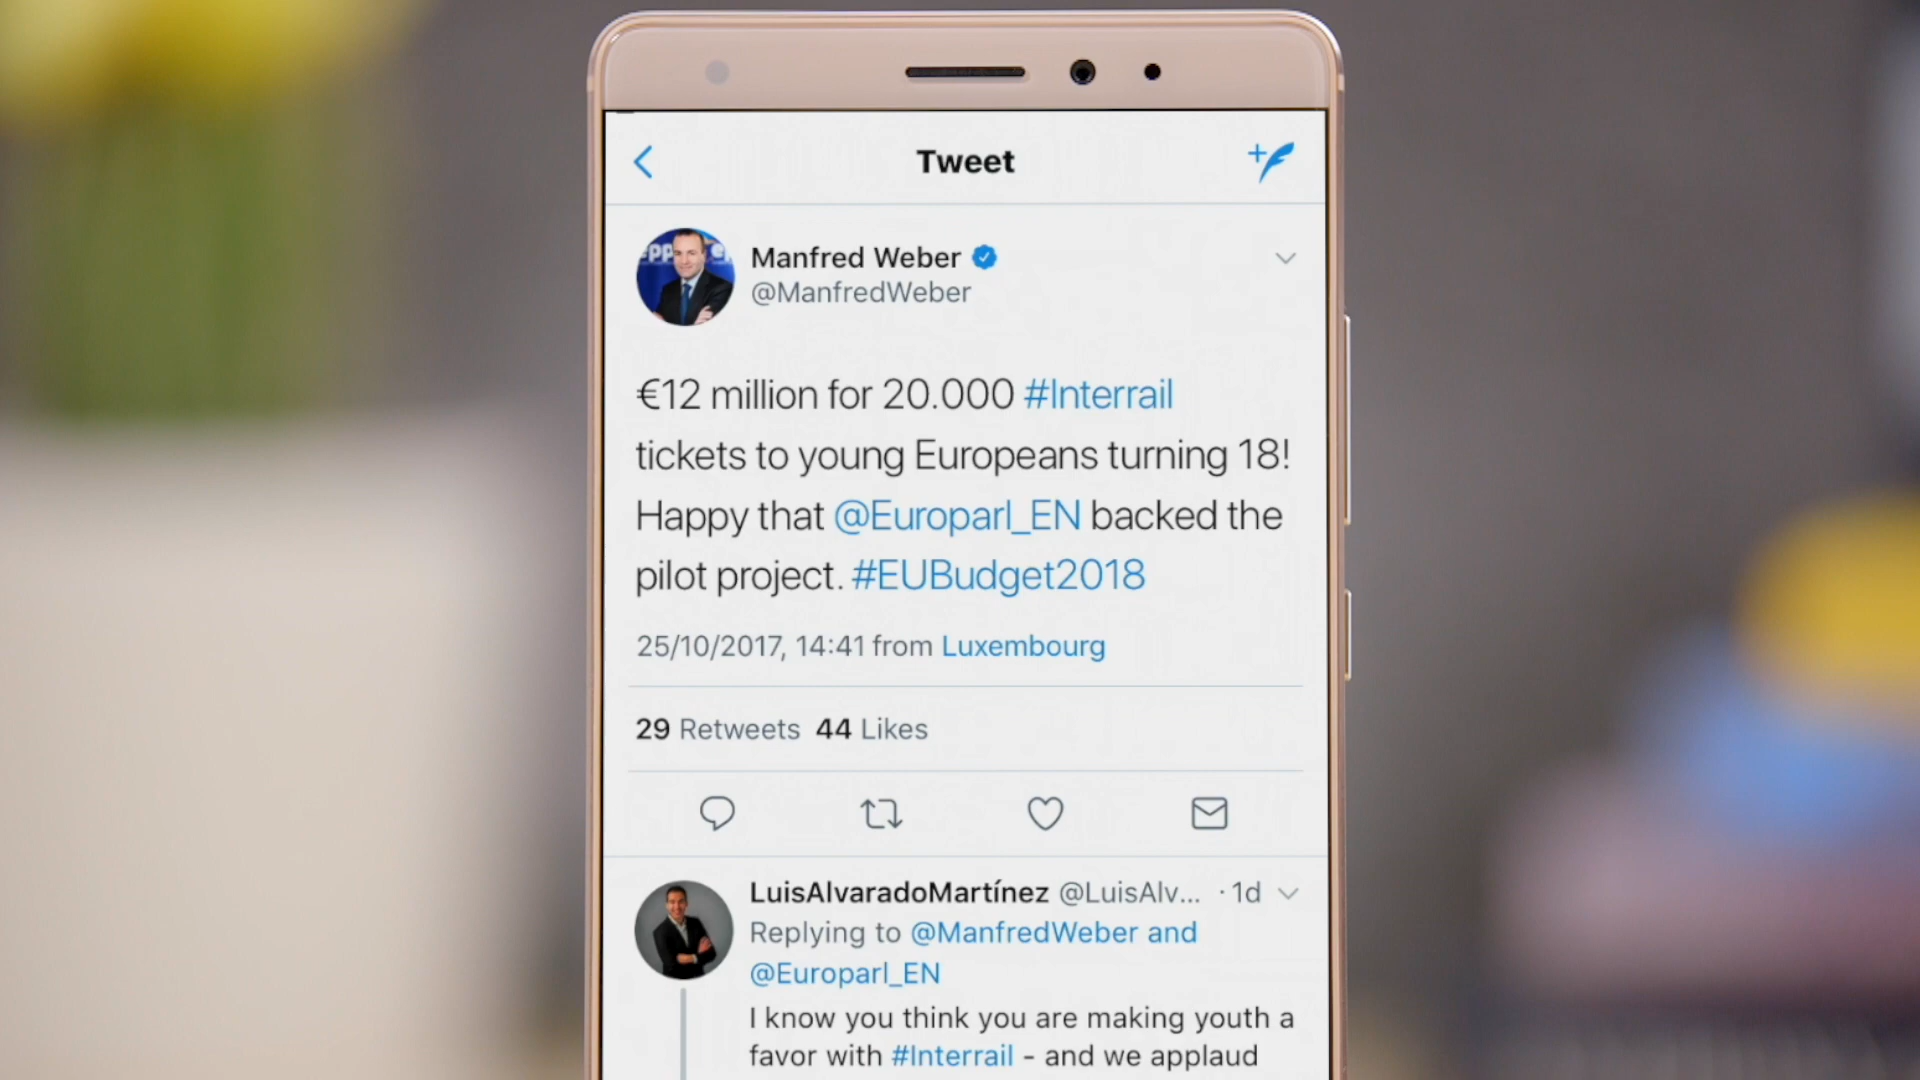 Tweet
Manfred Weber
@ManfredWeber
€12 million for 20.000 #Interrail
tickets to young Europeans turning 18!
Happy that @Europarl_EN backed the
pilot project. #EUBudget2018
25/10/2017, 14:41 from Luxembourg
29 Retweets 44 Likes
LuisAlvaradoMartínez @LuisAlv... · 1d
Replying to @ManfredWeber and
@Europarl_EN
I know you think you are making youth a
favor with #Interrail - and we applaud